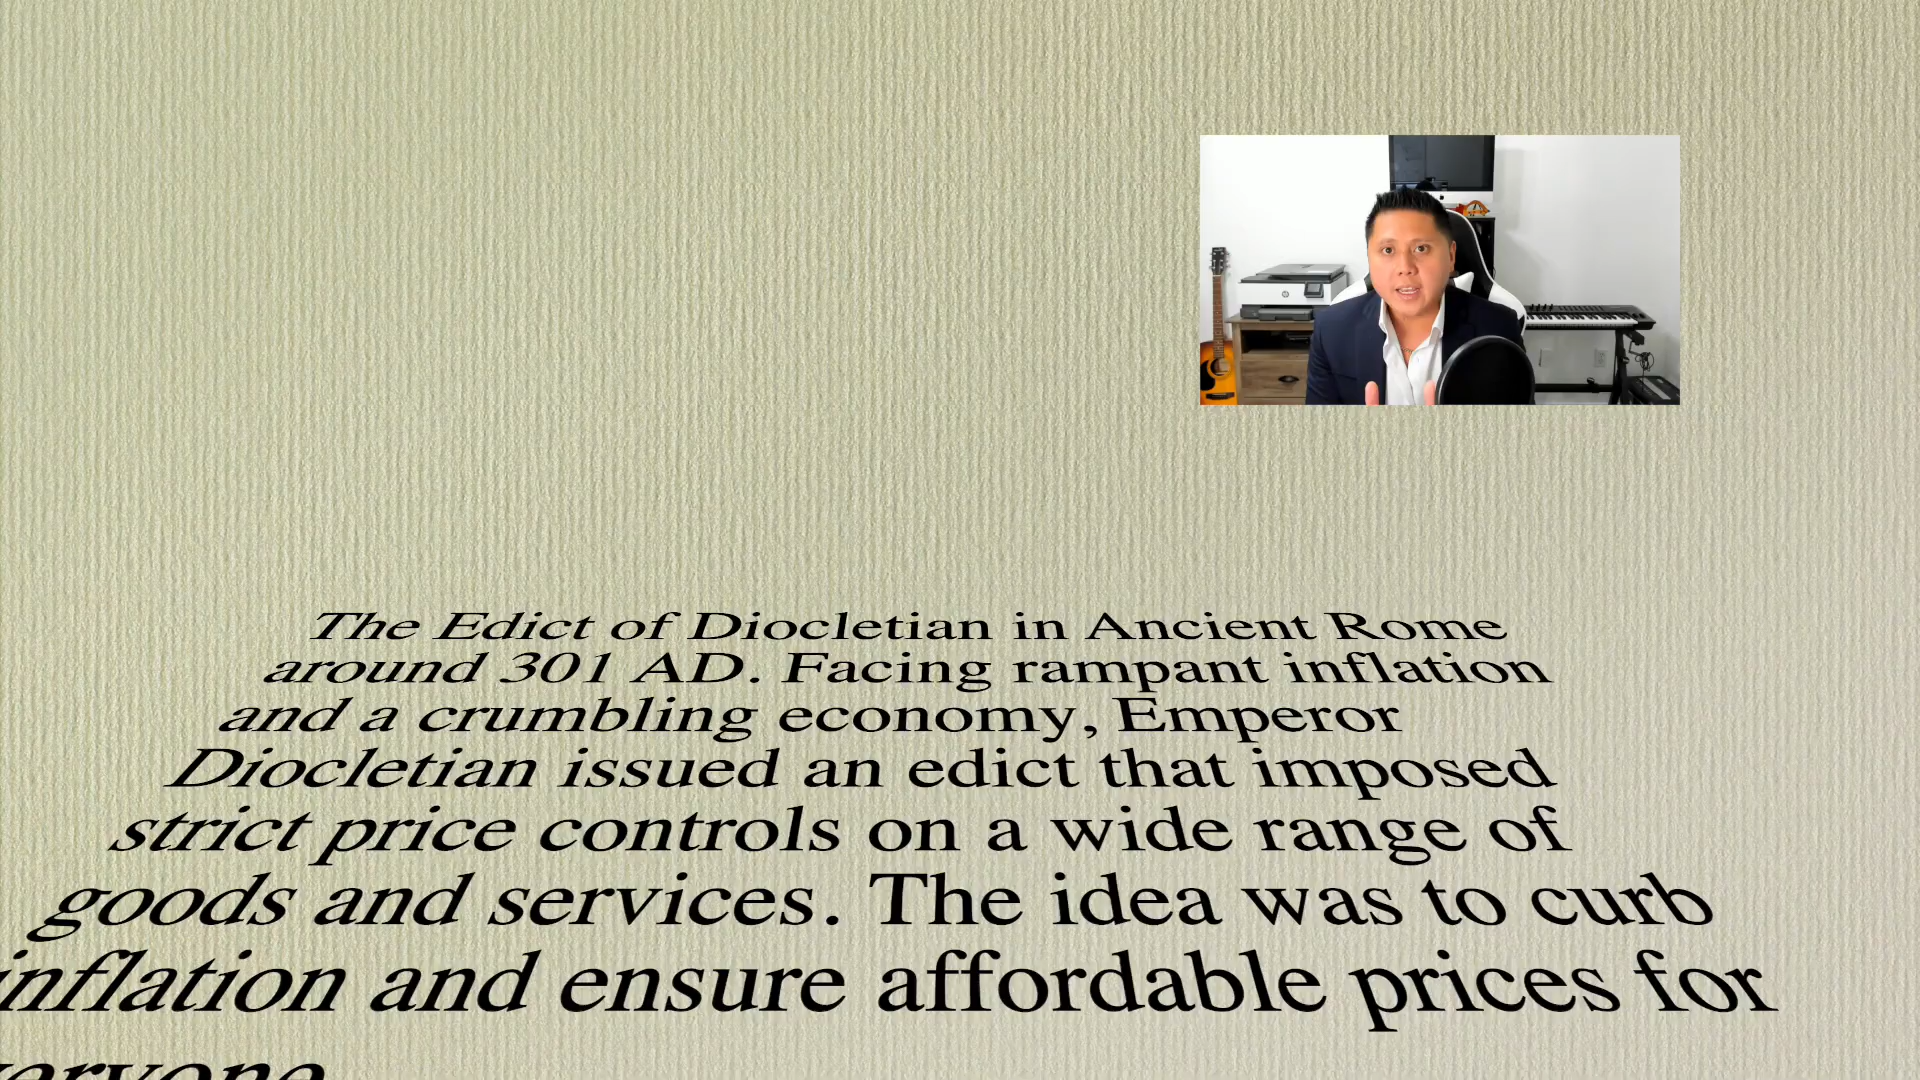 The Edict of Diocletian in Ancient Rome
around 301 AD. Facing rampant inflation
and a crumbling economy, Emperor
Diocletian issued an edict that imposed
strict price controls on a wide range of
goods and services. The idea was to curb
inflation and ensure affordable prices for